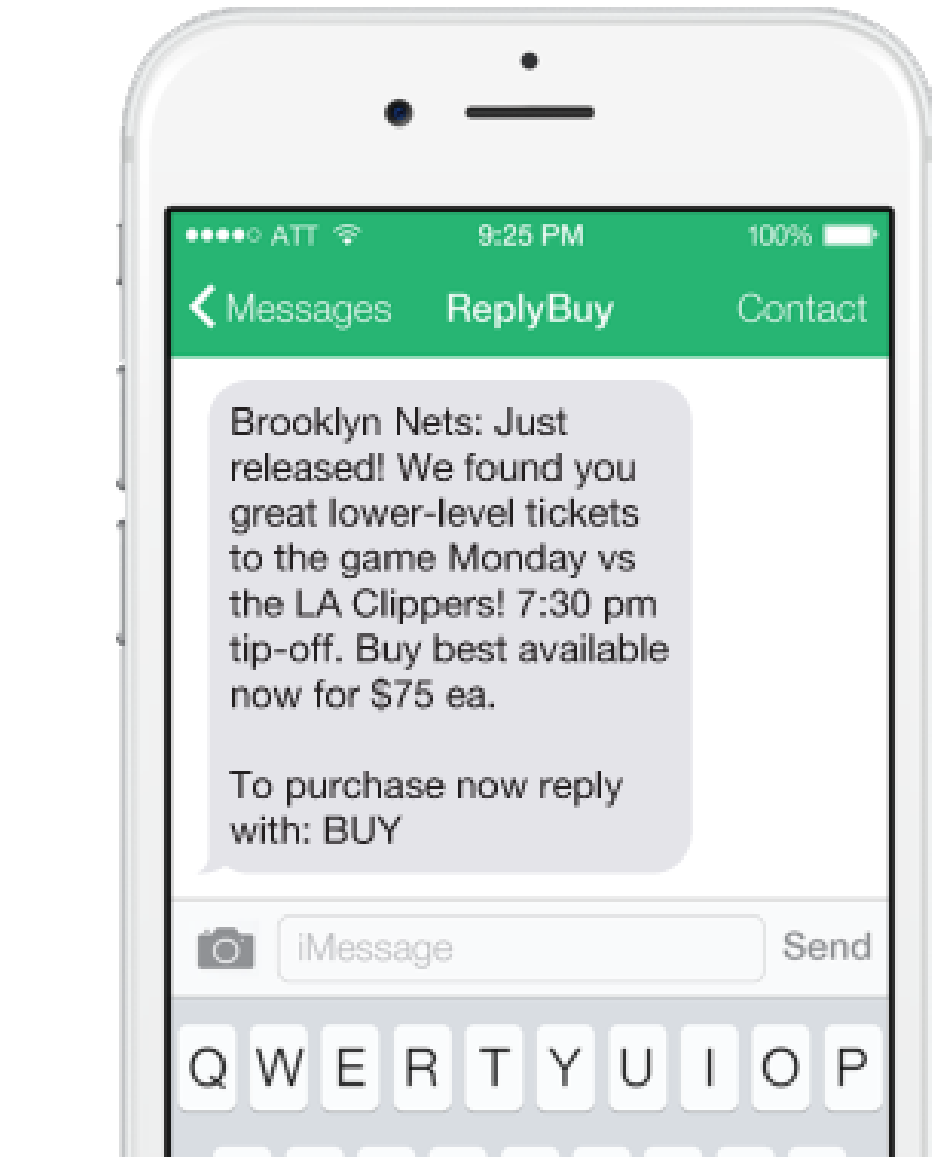 ATT 9:25 PM 100%
Messages ReplyBuy Contact
Brooklyn Nets: Just
released! We found you
great lower-level tickets
to the game Monday vs
the LA Clippers! 7:30 pm
tip-off. Buy best available
now for $75 ea.
To purchase now reply
with: BUY
iMessage Send
Q W E R T Y U I O P